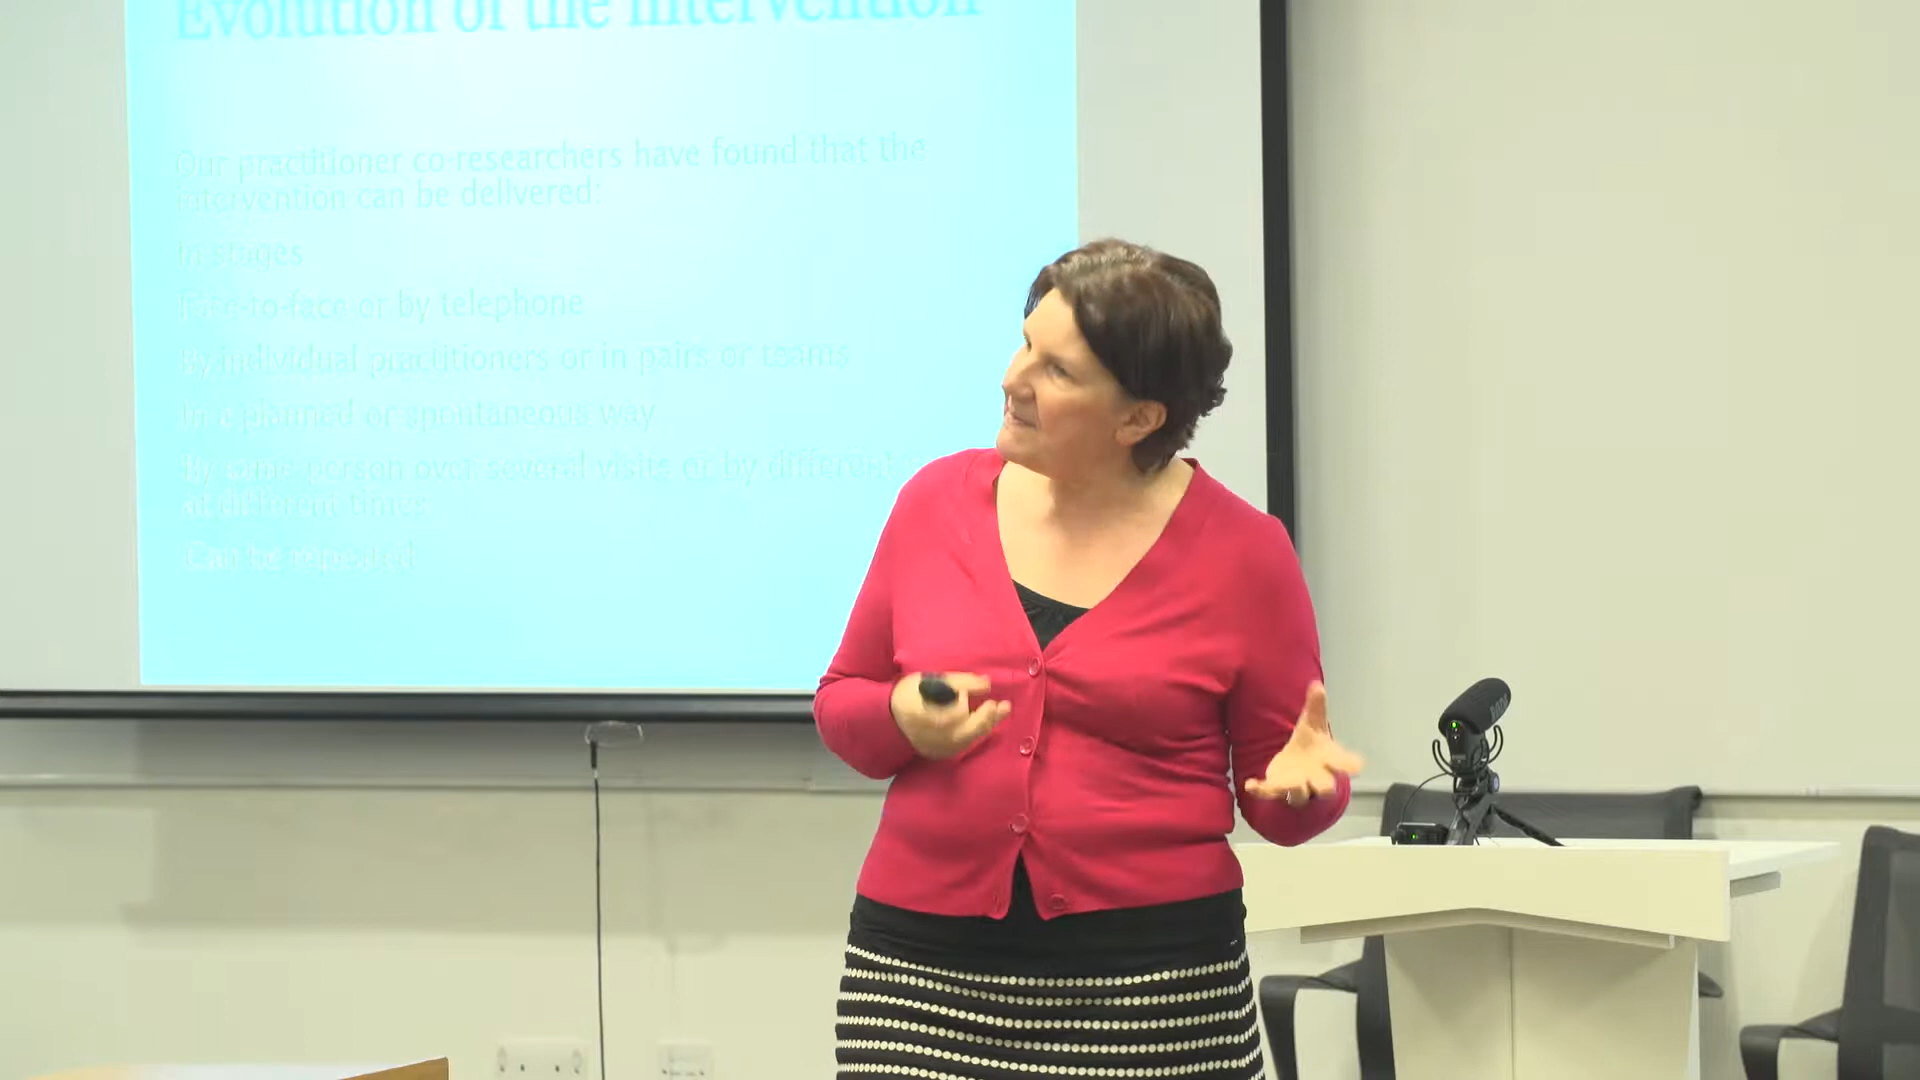 Evolution of the intervention
Our practitioner co-researchers have found that the
intervention can be delivered:
In stages
Face-to-face or by telephone
By individual practitioners or in pairs or teams
In a planned or spontaneous way
By same person over several visits or by different
at different times
Can be repeated
RODE